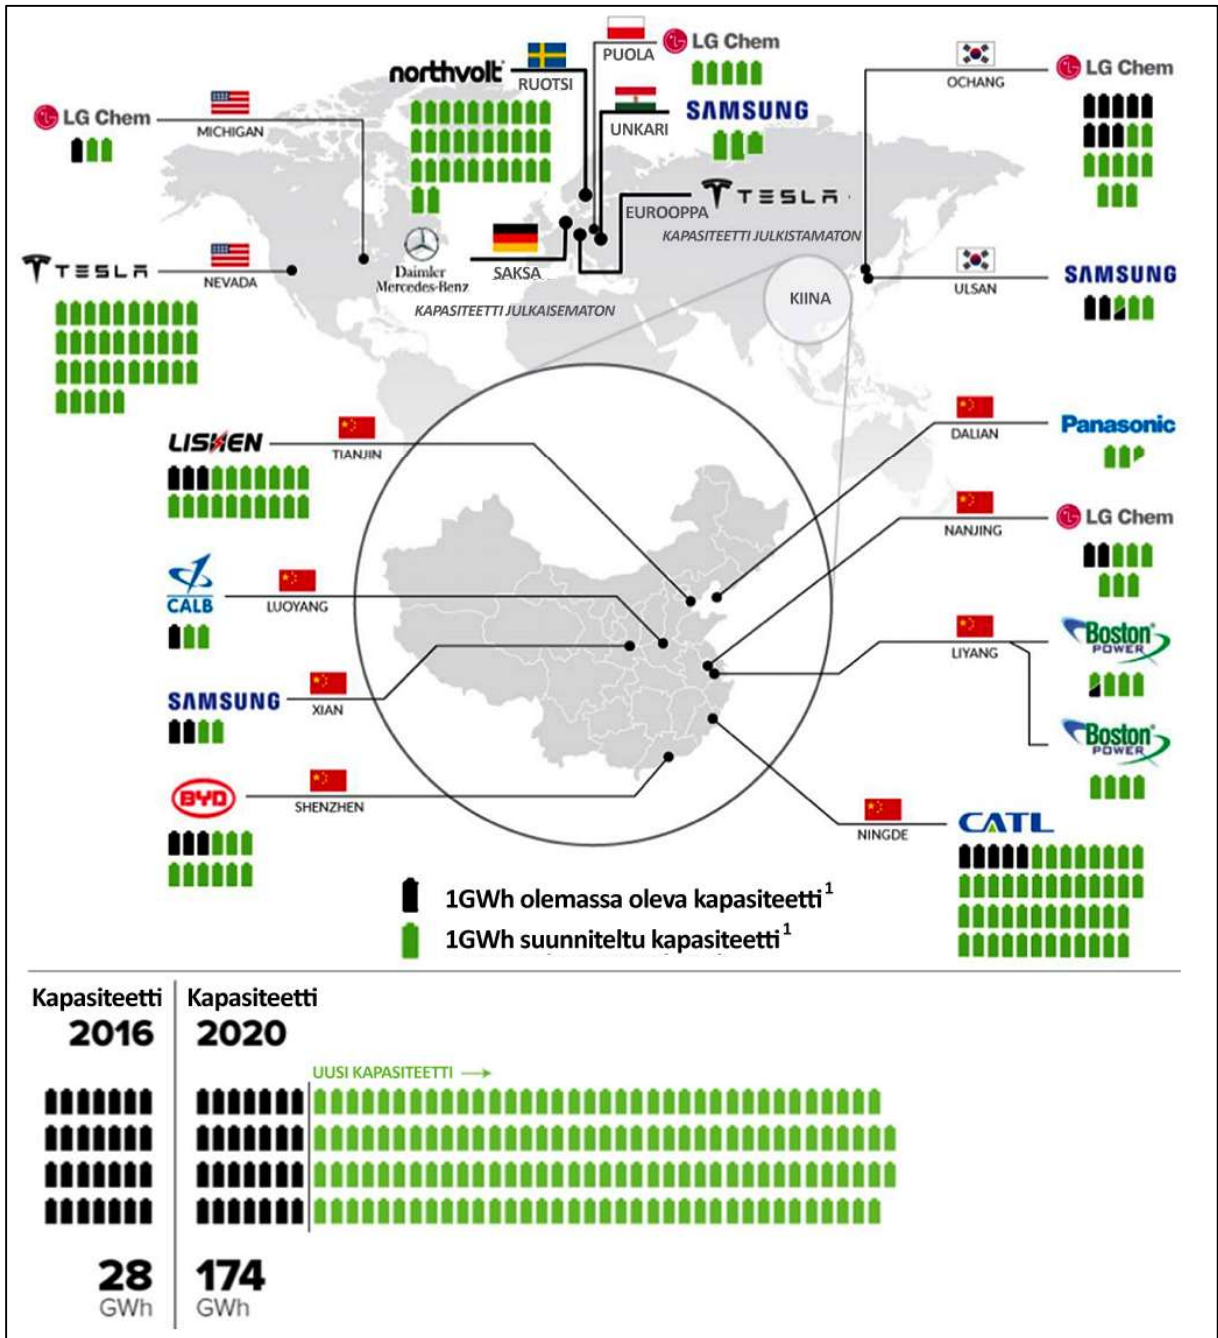 northvolt
RUOTSI
PUOLA
LG Chem
OCHANG
LG Chem
LG Chem
MICHIGAN
UNKARI
SAMSUNG
EUROOPPA
TESLA
KAPASITEETTI JULKISTAMATON
TESLA
NEVADA
Daimler
Mercedes-Benz
SAKSA
KAPASITEETTI JULKAISEMATON
KIINA
ULSAN
SAMSUNG
LISHEN
TIANJIN
DALIAN
Panasonic
NANJING
LG Chem
CALB
LUOYANG
LIYANG
Boston
POWER
SAMSUNG
XIAN
Boston
POWER
BYD
SHENZHEN
NINGDE
CATL
1GWh olemassa oleva kapasiteetti¹
1GWh suunniteltu kapasiteetti¹
Kapasiteetti
2016
Kapasiteetti
2020
UUSI KAPASITEETTI
28
GWh
174
GWh